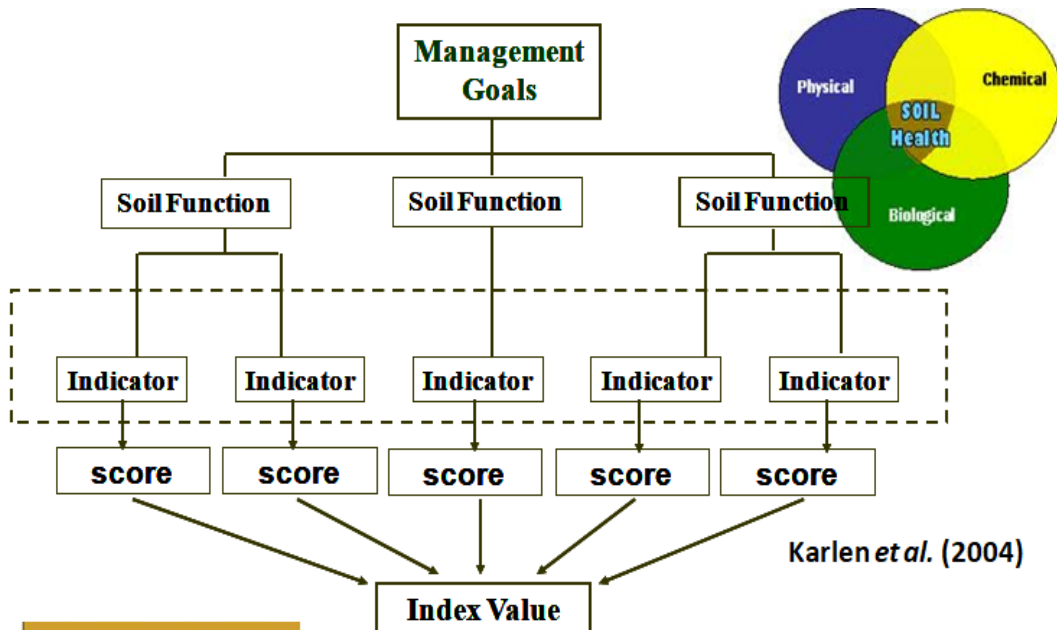 Management
Goals
Physical
Chemical
SOIL
Health
Biological
Soil Function
Soil Function
Soil Function
Indicator
Indicator
Indicator
Indicator
Indicator
score
score
score
score
score
Karlen et al. (2004)
Index Value